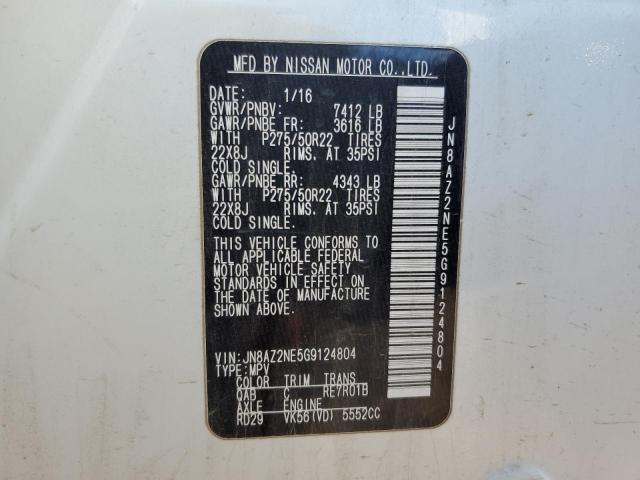 MFD BY NISSAN MOTOR CO.,LTD.
DATE: 1/16
GVWR/PNBV: 7412 LB
GAWR/PNBE FR: 3616 LB
WITH P275/50R22 TIRES
22X8J RIMS. AT 35PSI
COLD SINGLE.
GAWR/PNBE RR: 4343 LB
WITH P275/50R22 TIRES
22X8J RIMS. AT 35PSI
COLD SINGLE.
THIS VEHICLE CONFORMS TO
ALL APPLICABLE FEDERAL
MOTOR VEHICLE SAFETY
STANDARDS IN EFFECT ON
THE DATE OF MANUFACTURE
SHOWN ABOVE.
VIN:JN8AZ2NE5G9124804
TYPE:MPV
COLOR TRIM TRANS
QAB C RE7R01B
AXLE ENGINE
RD29 VK56(VD) 5552CC
JN8AZ2NE5G9124804